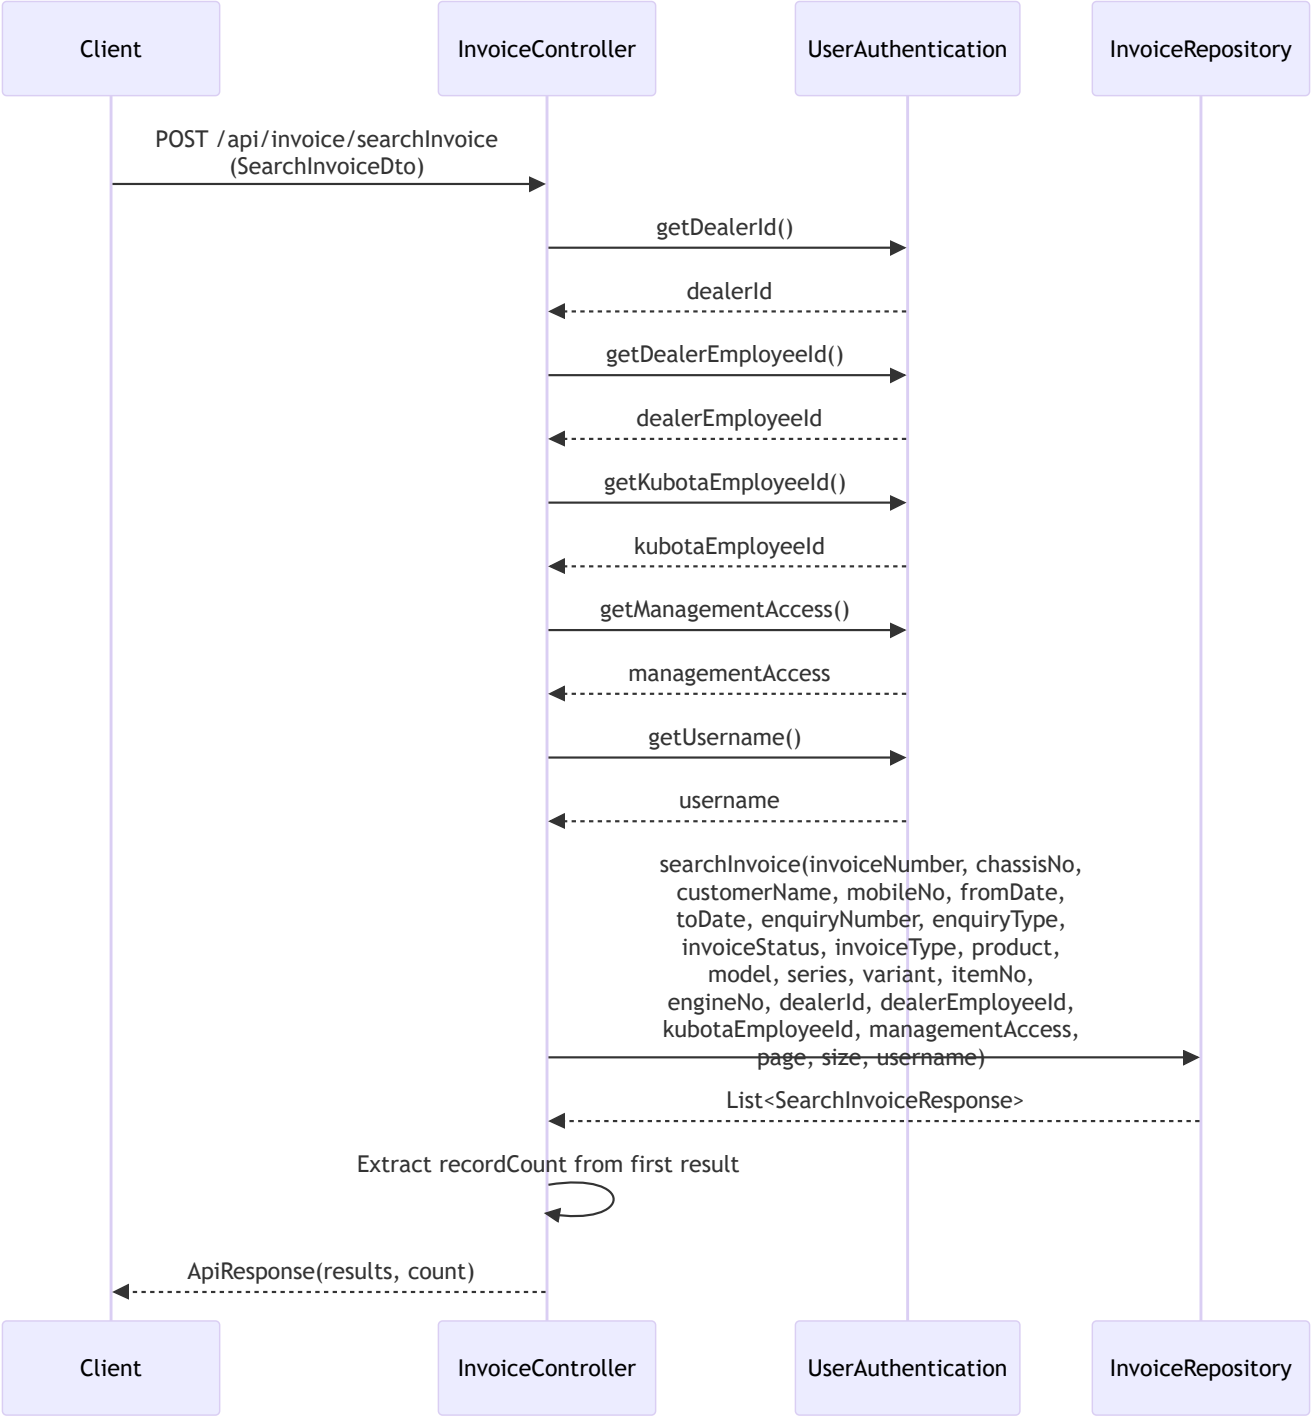 Client
InvoiceController
UserAuthentication
InvoiceRepository
POST /api/invoice/searchInvoice
(SearchInvoiceDto)
getDealerId()
dealerId
getDealerEmployeeId()
dealerEmployeeId
getKubotaEmployeeId()
kubotaEmployeeId
getManagementAccess()
managementAccess
getUsername()
username
searchInvoice(invoiceNumber, chassisNo,
customerName, mobileNo, fromDate,
toDate, enquiryNumber, enquiryType,
invoiceStatus, invoiceType, product,
model, series, variant, itemNo,
engineNo, dealerId, dealerEmployeeId,
kubotaEmployeeId, managementAccess,
page, size, username)
List<SearchInvoiceResponse>
Extract recordCount from first result
ApiResponse(results, count)
Client
InvoiceController
UserAuthentication
InvoiceRepository